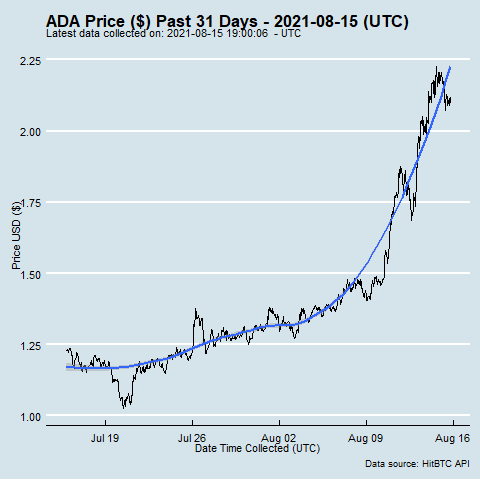 ADA Price ($) Past 31 Days - 2021-08-15 (UTC)
Latest data collected on: 2021-08-15 19:00:06 - UTC
2.25
2.00
1.75
1.50
1.25
1.00
Price USD ($)
Jul 19
Jul 26
Aug 02
Aug 09
Aug 16
Date Time Collected (UTC)
Data source: HitBTC API